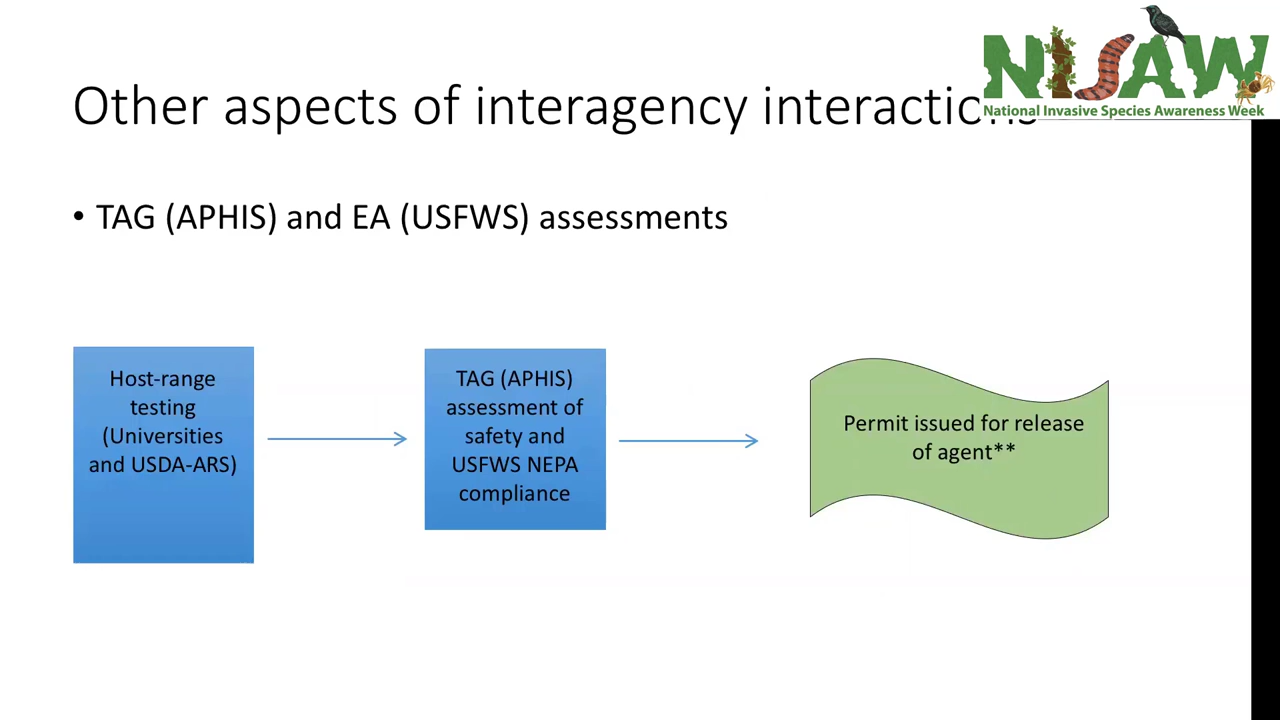 NISAW
National Invasive Species Awareness Week
Other aspects of interagency interactions
• TAG (APHIS) and EA (USFWS) assessments
Host-range
testing
(Universities
and USDA-ARS)
TAG (APHIS)
assessment of
safety and
USFWS NEPA
compliance
Permit issued for release
of agent**